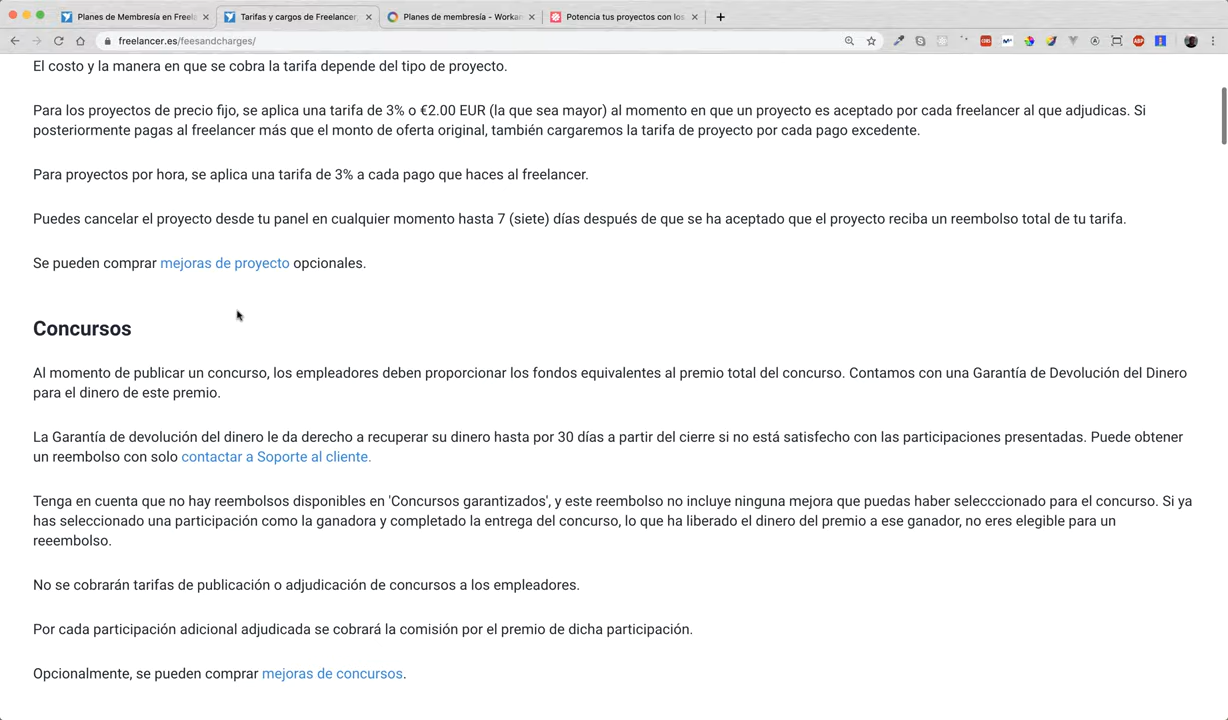 Planes de Membresía en Freel
Tarifas y cargos de Freelancer
Planes de membresía - Workan
Potencia tus proyectos con los
freelancer.es/feesandcharges/
El costo y la manera en que se cobra la tarifa depende del tipo de proyecto.
Para los proyectos de precio fijo, se aplica una tarifa de 3% o €2.00 EUR (la que sea mayor) al momento en que un proyecto es aceptado por cada freelancer al que adjudicas. Si
posteriormente pagas al freelancer más que el monto de oferta original, también cargaremos la tarifa de proyecto por cada pago excedente.
Para proyectos por hora, se aplica una tarifa de 3% a cada pago que haces al freelancer.
Puedes cancelar el proyecto desde tu panel en cualquier momento hasta 7 (siete) días después de que se ha aceptado que el proyecto reciba un reembolso total de tu tarifa.
Se pueden comprar mejoras de proyecto opcionales.
Concursos
Al momento de publicar un concurso, los empleadores deben proporcionar los fondos equivalentes al premio total del concurso. Contamos con una Garantía de Devolución del Dinero
para el dinero de este premio.
La Garantía de devolución del dinero le da derecho a recuperar su dinero hasta por 30 días a partir del cierre si no está satisfecho con las participaciones presentadas. Puede obtener
un reembolso con solo contactar a Soporte al cliente.
Tenga en cuenta que no hay reembolsos disponibles en 'Concursos garantizados', y este reembolso no incluye ninguna mejora que puedas haber selecccionado para el concurso. Si ya
has seleccionado una participación como la ganadora y completado la entrega del concurso, lo que ha liberado el dinero del premio a ese ganador, no eres elegible para un
reeembolso.
No se cobrarán tarifas de publicación o adjudicación de concursos a los empleadores.
Por cada participación adicional adjudicada se cobrará la comisión por el premio de dicha participación.
Opcionalmente, se pueden comprar mejoras de concursos.